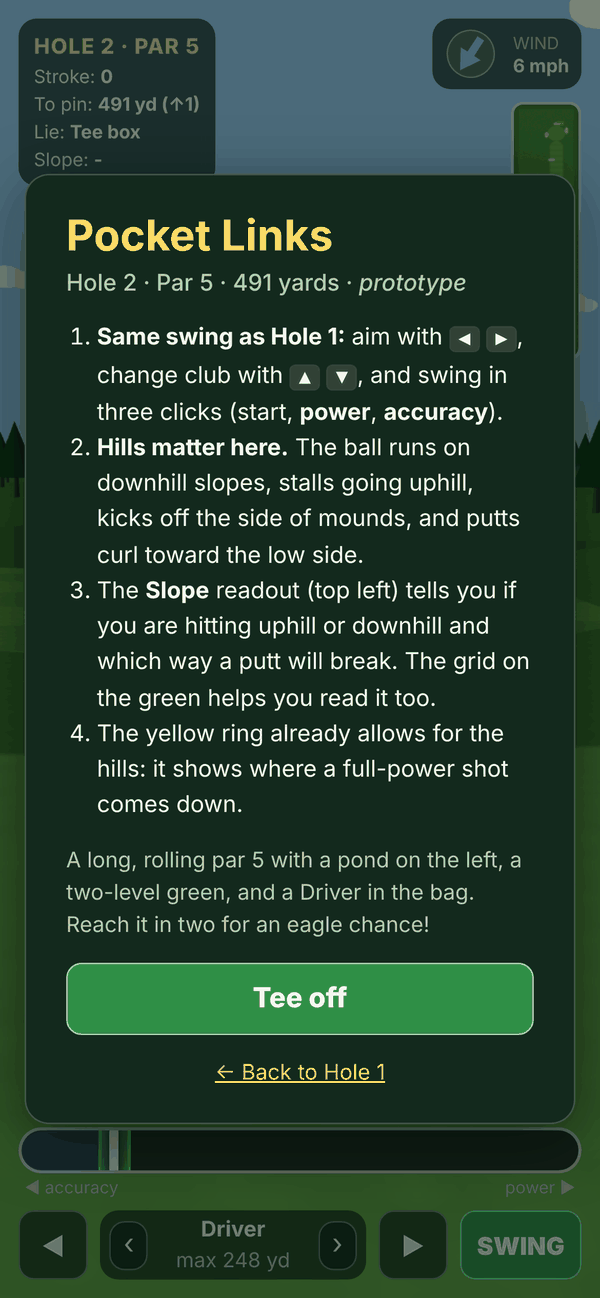 HOLE 2 · PAR 5
Stroke: 0
To pin: 491 yd (↑1)
Lie: Tee box
Slope: -
WIND
6 mph
Pocket Links
Hole 2 · Par 5 · 491 yards · prototype
1. Same swing as Hole 1: aim with ◀ ▶,
change club with ▲ ▼, and swing in
three clicks (start, power, accuracy).
2. Hills matter here. The ball runs on
downhill slopes, stalls going uphill,
kicks off the side of mounds, and putts
curl toward the low side.
3. The Slope readout (top left) tells you if
you are hitting uphill or downhill and
which way a putt will break. The grid on
the green helps you read it too.
4. The yellow ring already allows for the
hills: it shows where a full-power shot
comes down.
A long, rolling par 5 with a pond on the left, a
two-level green, and a Driver in the bag.
Reach it in two for an eagle chance!
Tee off
← Back to Hole 1
◀ accuracy
power ▶
◀ ‹ Driver › ▶ SWING
max 248 yd